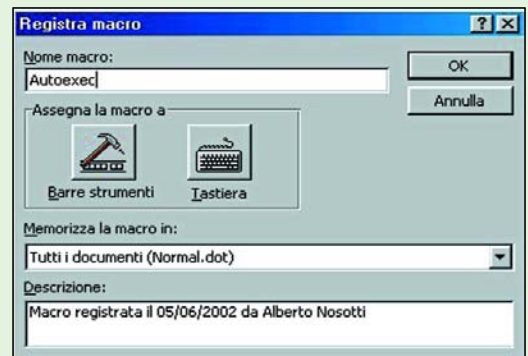 Registra macro
Nome macro:
Autoexec
OK
Annulla
Assegna la macro a
Barre strumenti
Tastiera
Memorizza la macro in:
Tutti i documenti (Normal.dot)
Descrizione:
Macro registrata il 05/06/2002 da Alberto Nosotti